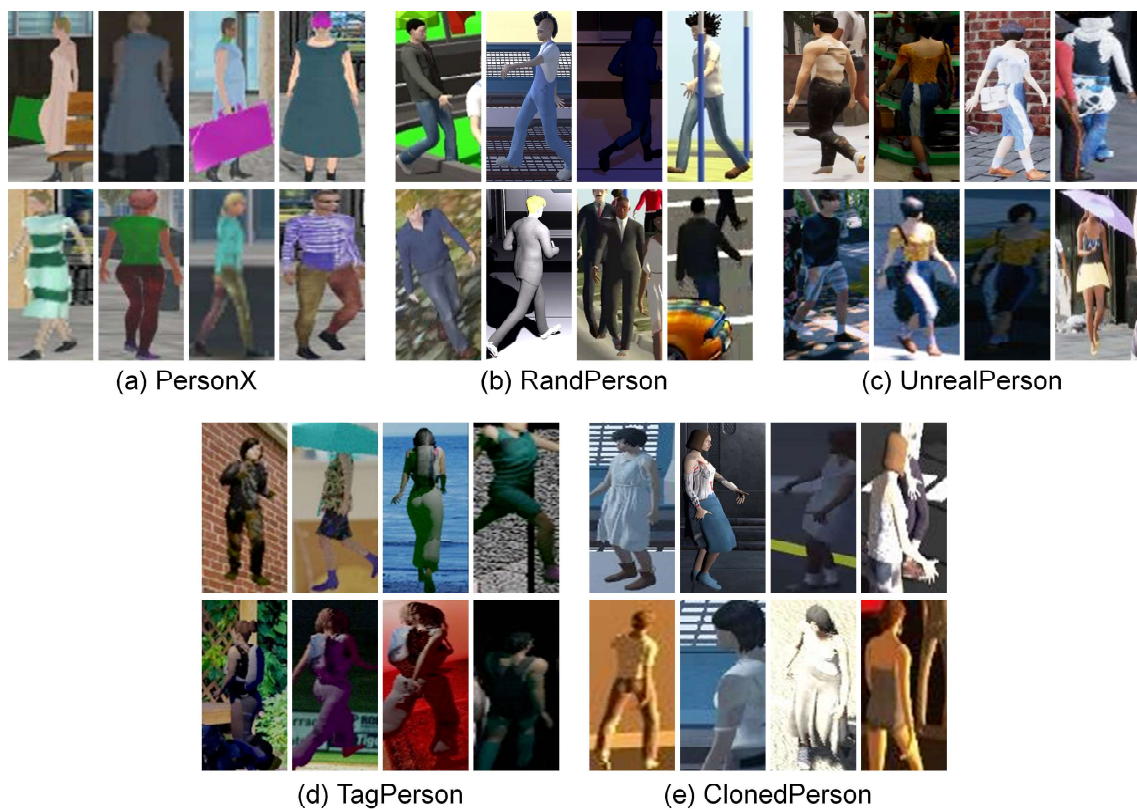 (a) PersonX
(b) RandPerson
(c) UnrealPerson
(d) TagPerson
(e) ClonedPerson